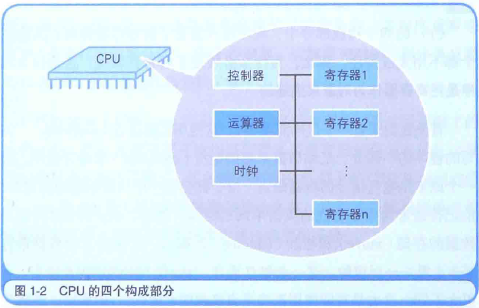 CPU
控制器
寄存器1
运算器
寄存器2
时钟
⋮
寄存器n
图 1-2 CPU 的四个构成部分